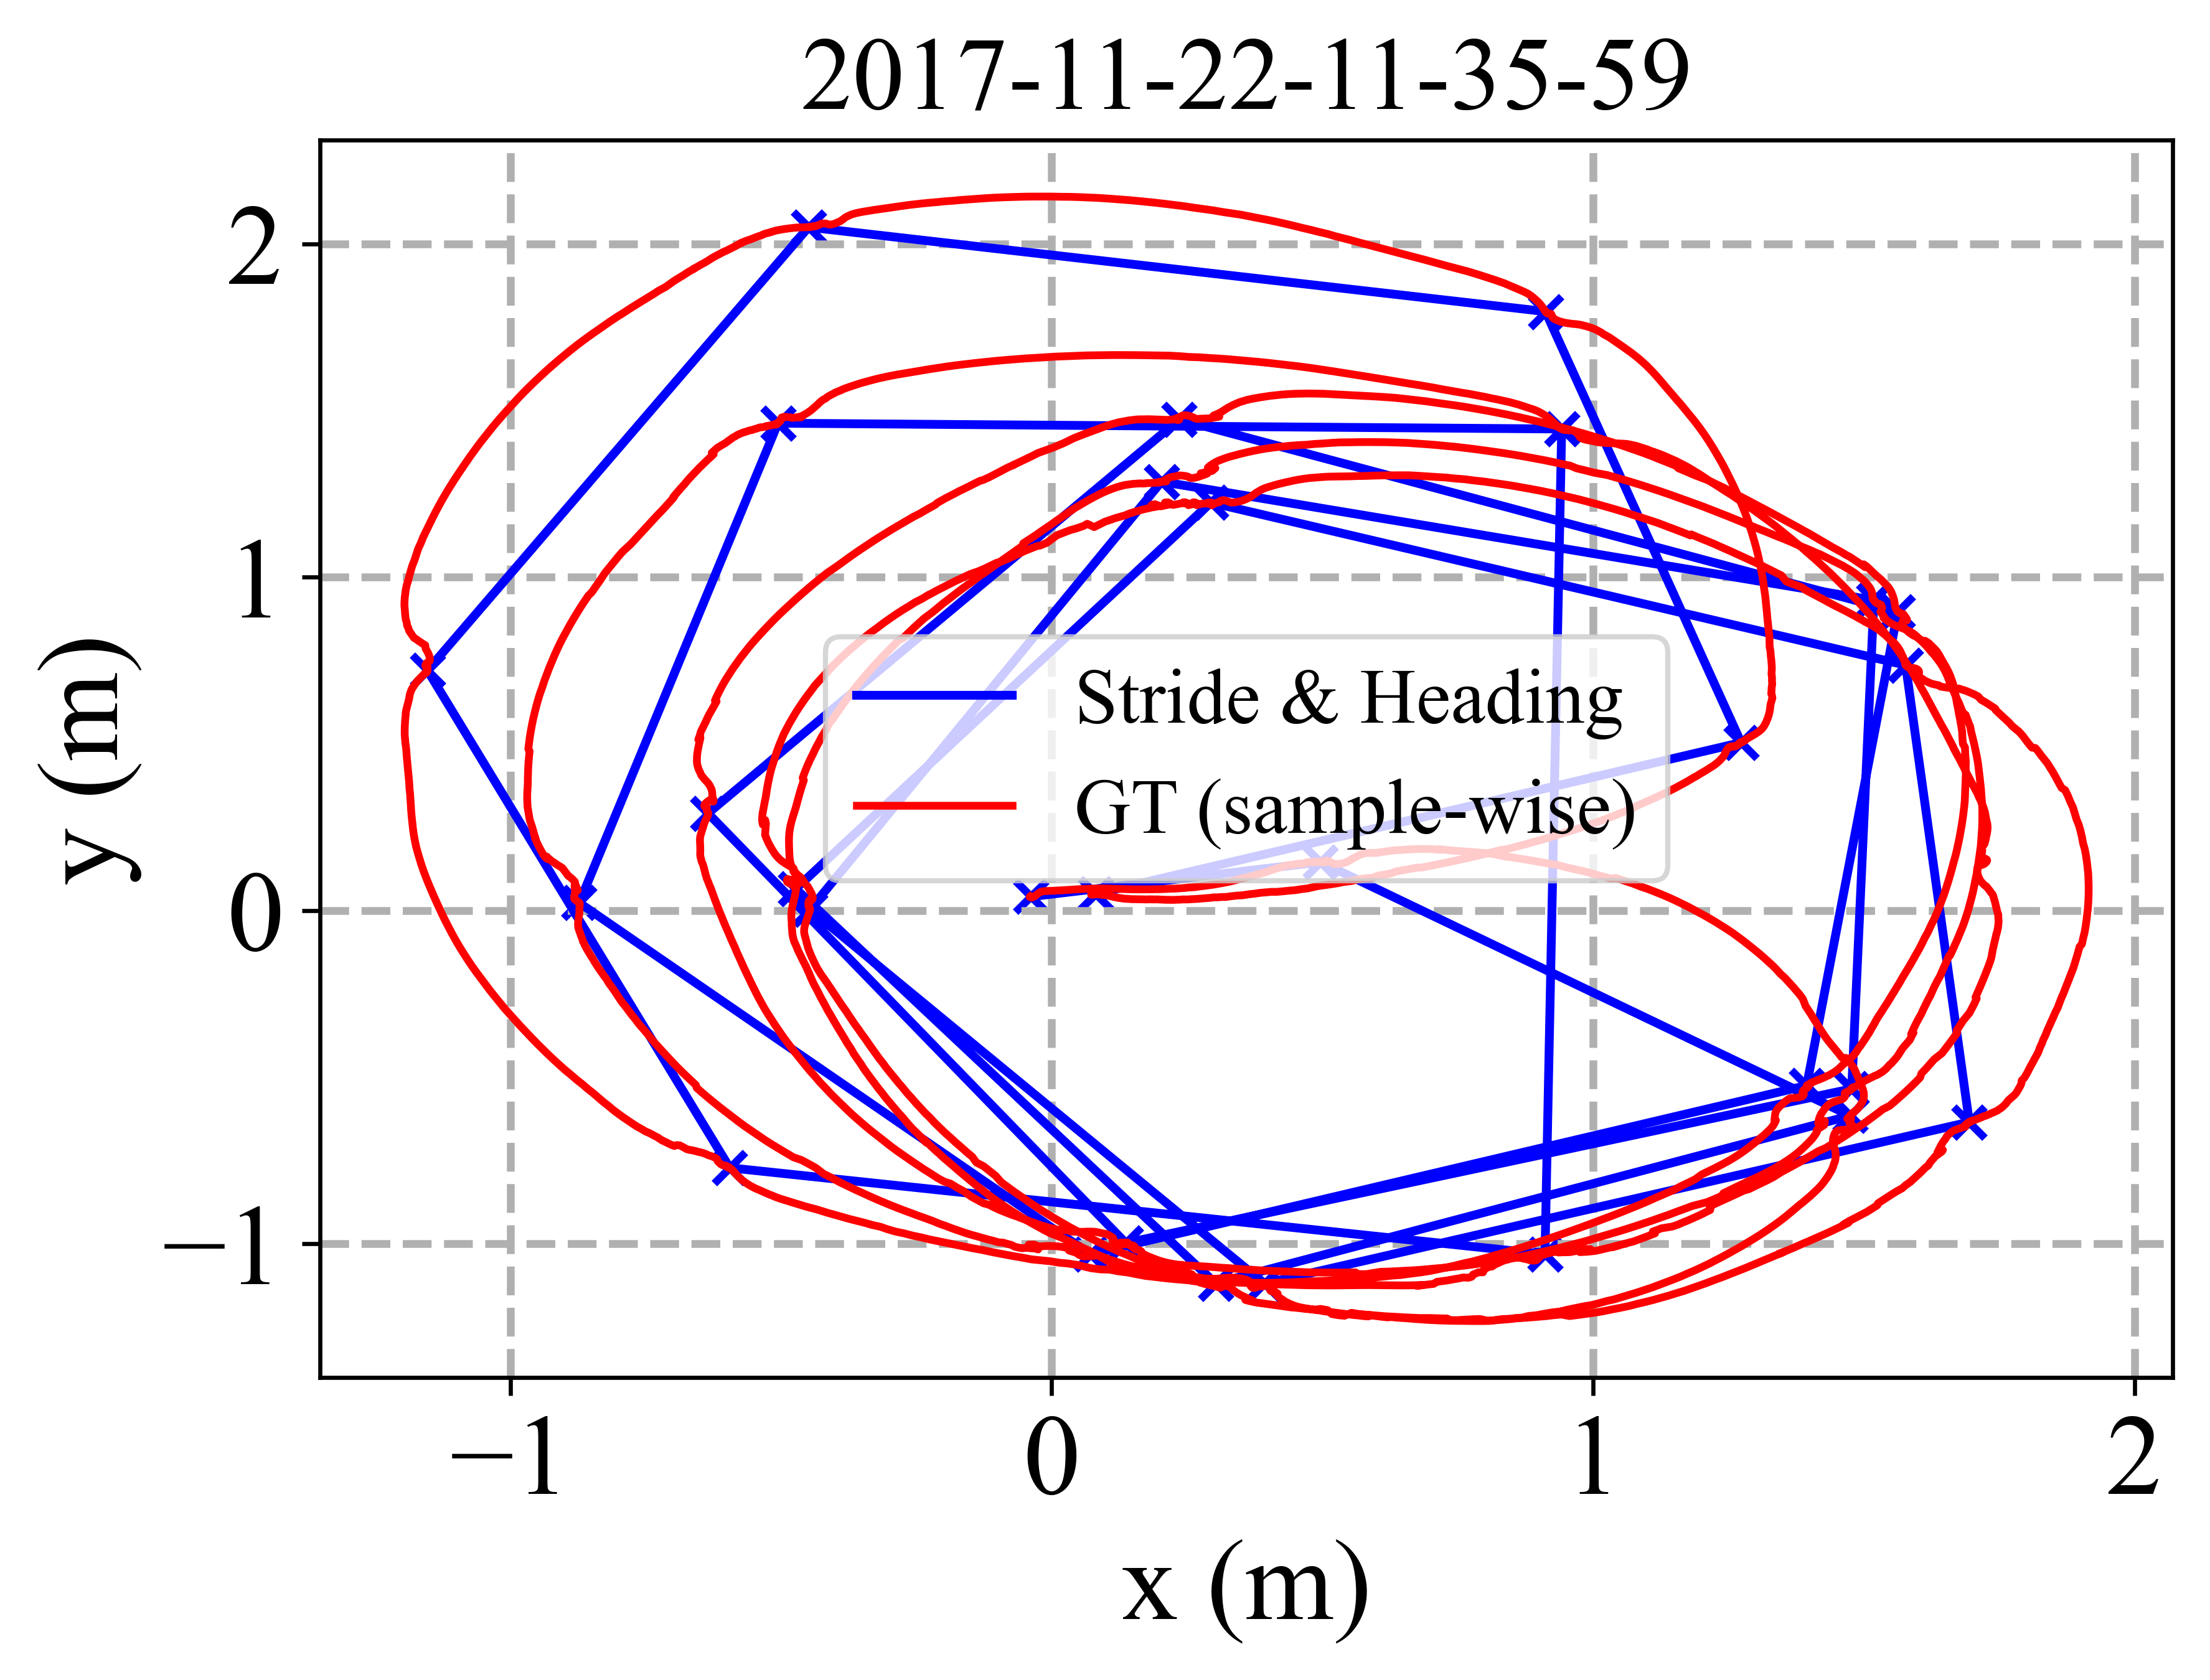 2017-11-22-11-35-59
y (m)
2
1
0
−1
Stride & Heading
GT (sample-wise)
−1 0 1 2
x (m)